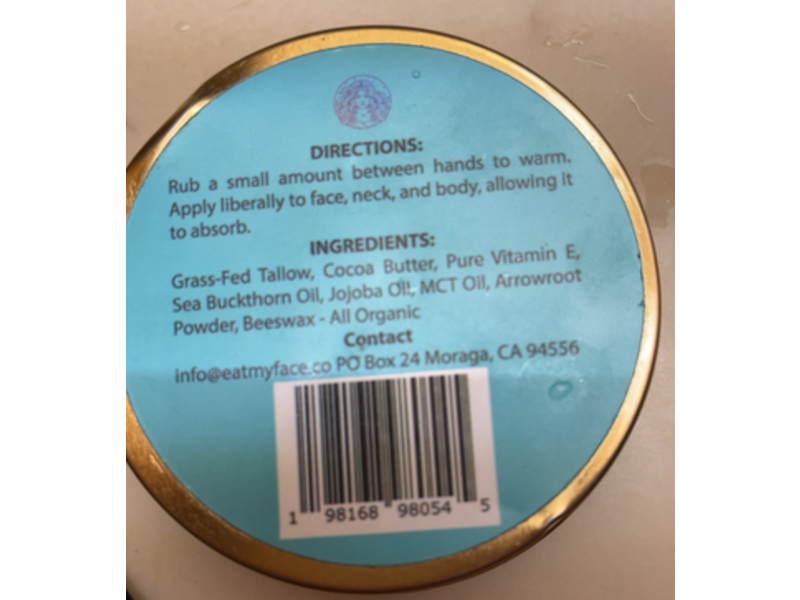 DIRECTIONS:
Rub a small amount between hands to warm.
Apply liberally to face, neck, and body, allowing it
to absorb.
INGREDIENTS:
Grass-Fed Tallow, Cocoa Butter, Pure Vitamin E,
Sea Buckthorn Oil, Jojoba Oil, MCT Oil, Arrowroot
Powder, Beeswax - All Organic
Contact
info@eatmyface.co PO Box 24 Moraga, CA 94556
1 98168 98054 5